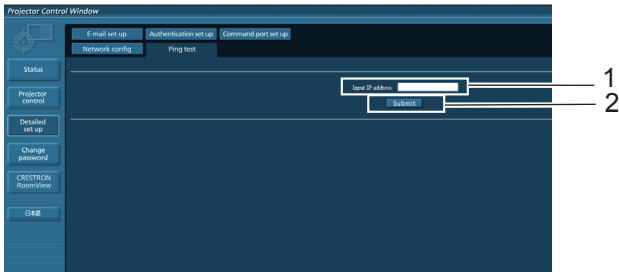 Projector Control Window
E-mail set up
Authentication set up
Command port set up
Network config
Ping test
Status
Projector
control
Detailed
set up
Change
password
CRESTRON
RoomView
日本語
Input IP address
1
Submit
2